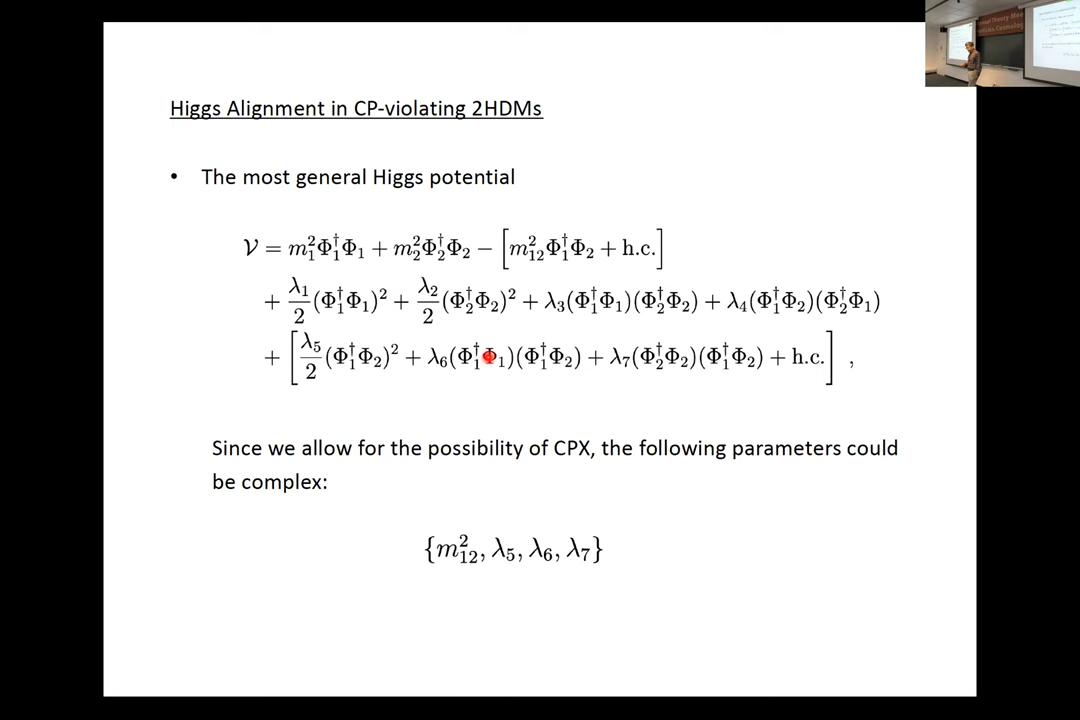 Higgs Alignment in CP-violating 2HDMs
• The most general Higgs potential
𝒱 = m₁²Φ₁†Φ₁ + m₂²Φ₂†Φ₂ − [m₁₂²Φ₁†Φ₂ + h.c.]
+ λ₁/2 (Φ₁†Φ₁)² + λ₂/2 (Φ₂†Φ₂)² + λ₃(Φ₁†Φ₁)(Φ₂†Φ₂) + λ₄(Φ₁†Φ₂)(Φ₂†Φ₁)
+ [λ₅/2 (Φ₁†Φ₂)² + λ₆(Φ₁†Φ₁)(Φ₁†Φ₂) + λ₇(Φ₂†Φ₂)(Φ₁†Φ₂) + h.c.] ,
Since we allow for the possibility of CPX, the following parameters could
be complex:
{m₁₂², λ₅, λ₆, λ₇}